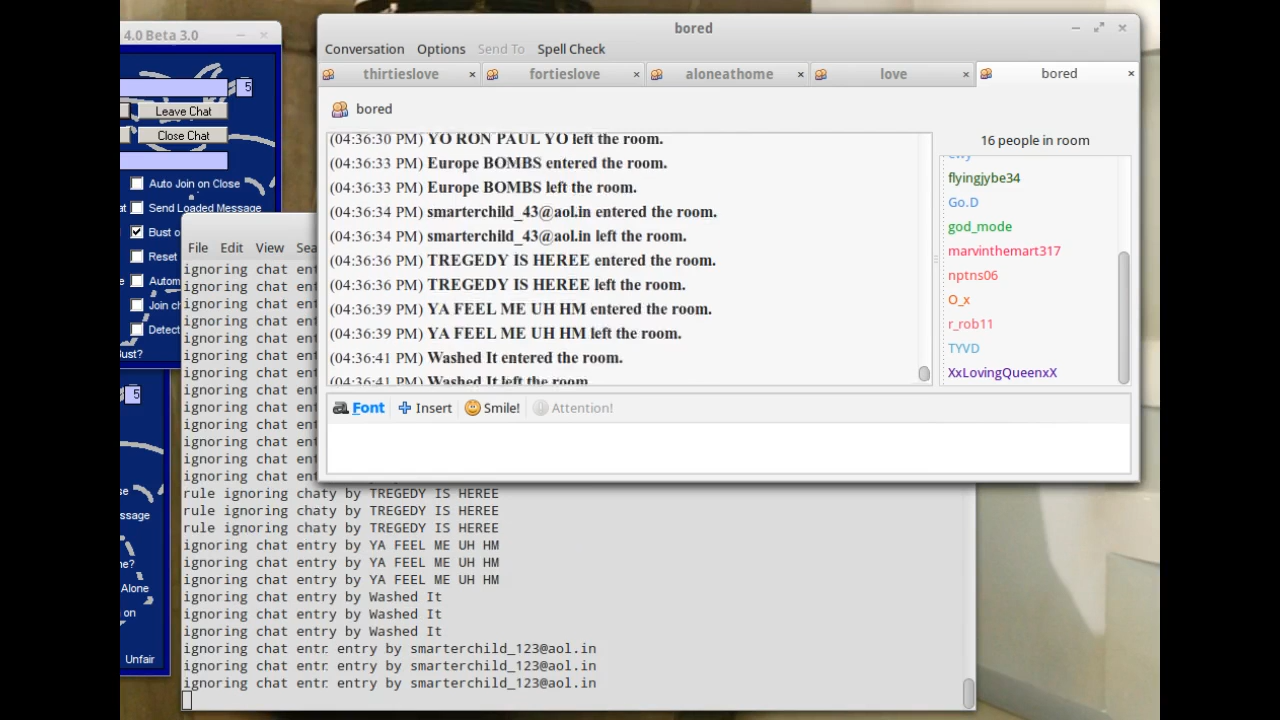 4.0 Beta 3.0
5
Leave Chat
Close Chat
Auto Join on Close
Send Loaded Message
Bust o
Reset
Autom
Join ch
Detect
Bust?
5
ssage
e?
Alone
on
Unfair
bored
Conversation Options Send To Spell Check
thirtieslove fortieslove aloneathome love bored
bored
(04:36:30 PM) YO RON PAUL YO left the room.
(04:36:33 PM) Europe BOMBS entered the room.
(04:36:33 PM) Europe BOMBS left the room.
(04:36:34 PM) smarterchild_43@aol.in entered the room.
(04:36:34 PM) smarterchild_43@aol.in left the room.
(04:36:36 PM) TREGEDY IS HEREE entered the room.
(04:36:36 PM) TREGEDY IS HEREE left the room.
(04:36:39 PM) YA FEEL ME UH HM entered the room.
(04:36:39 PM) YA FEEL ME UH HM left the room.
(04:36:41 PM) Washed It entered the room.
(04:36:41 PM) Washed It left the room.
16 people in room
flyingjybe34
Go.D
god_mode
marvinthemart317
nptns06
O_x
r_rob11
TYVD
XxLovingQueenxX
Font Insert Smile! Attention!
File Edit View Sea
ignoring chat ent
ignoring chat ent
ignoring chat ent
ignoring chat ent
ignoring chat ent
ignoring chat ent
ignoring chat ent
ignoring chat ent
ignoring chat ent
ignoring chat ent
ignoring chat ent
ignoring chat ent
ignoring chat ent
rule ignoring chaty by TREGEDY IS HEREE
rule ignoring chaty by TREGEDY IS HEREE
rule ignoring chaty by TREGEDY IS HEREE
ignoring chat entry by YA FEEL ME UH HM
ignoring chat entry by YA FEEL ME UH HM
ignoring chat entry by YA FEEL ME UH HM
ignoring chat entry by Washed It
ignoring chat entry by Washed It
ignoring chat entry by Washed It
ignoring chat entr entry by smarterchild_123@aol.in
ignoring chat entr entry by smarterchild_123@aol.in
ignoring chat entr entry by smarterchild_123@aol.in